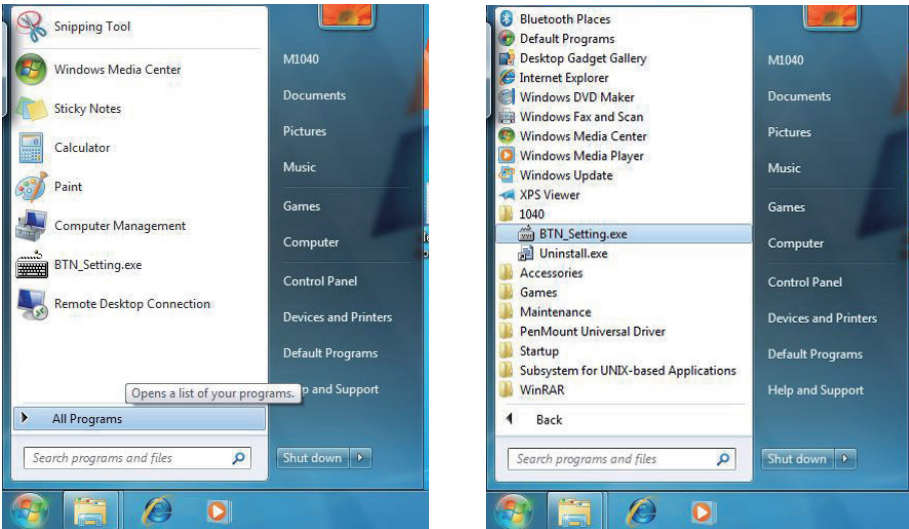 Snipping Tool
Windows Media Center
Sticky Notes
Calculator
Paint
Computer Management
BTN_Setting.exe
Remote Desktop Connection
Opens a list of your programs.
All Programs
Search programs and files
M1040
Documents
Pictures
Music
Games
Computer
Control Panel
Devices and Printers
Default Programs
and Support
Shut down
Bluetooth Places
Default Programs
Desktop Gadget Gallery
Internet Explorer
Windows DVD Maker
Windows Fax and Scan
Windows Media Center
Windows Media Player
Windows Update
XPS Viewer
1040
BTN_Setting.exe
Uninstall.exe
Accessories
Games
Maintenance
PenMount Universal Driver
Startup
Subsystem for UNIX-based Applications
WinRAR
Back
Search programs and files
M1040
Documents
Pictures
Music
Games
Computer
Control Panel
Devices and Printers
Default Programs
Help and Support
Shut down